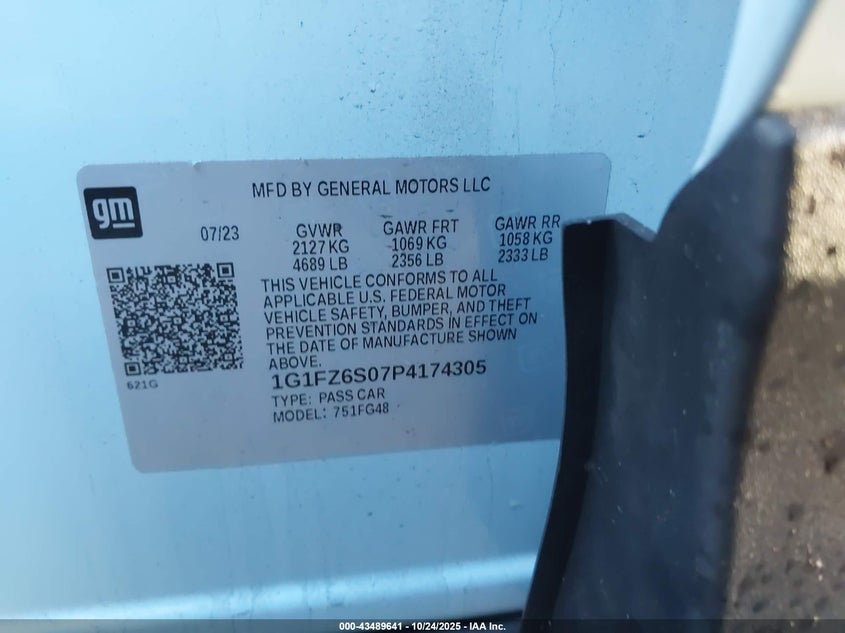 gm
MFD BY GENERAL MOTORS LLC
07/23
GVWR
2127 KG
4689 LB
GAWR FRT
1069 KG
2356 LB
GAWR RR
1058 KG
2333 LB
THIS VEHICLE CONFORMS TO ALL
APPLICABLE U.S. FEDERAL MOTOR
VEHICLE SAFETY, BUMPER, AND THEFT
PREVENTION STANDARDS IN EFFECT ON
THE DATE OF MANUFACTURE SHOWN
ABOVE.
621G
1G1FZ6S07P4174305
TYPE: PASS CAR
MODEL: 751FG48
000-43489641 - 10/24/2025 - IAA Inc.